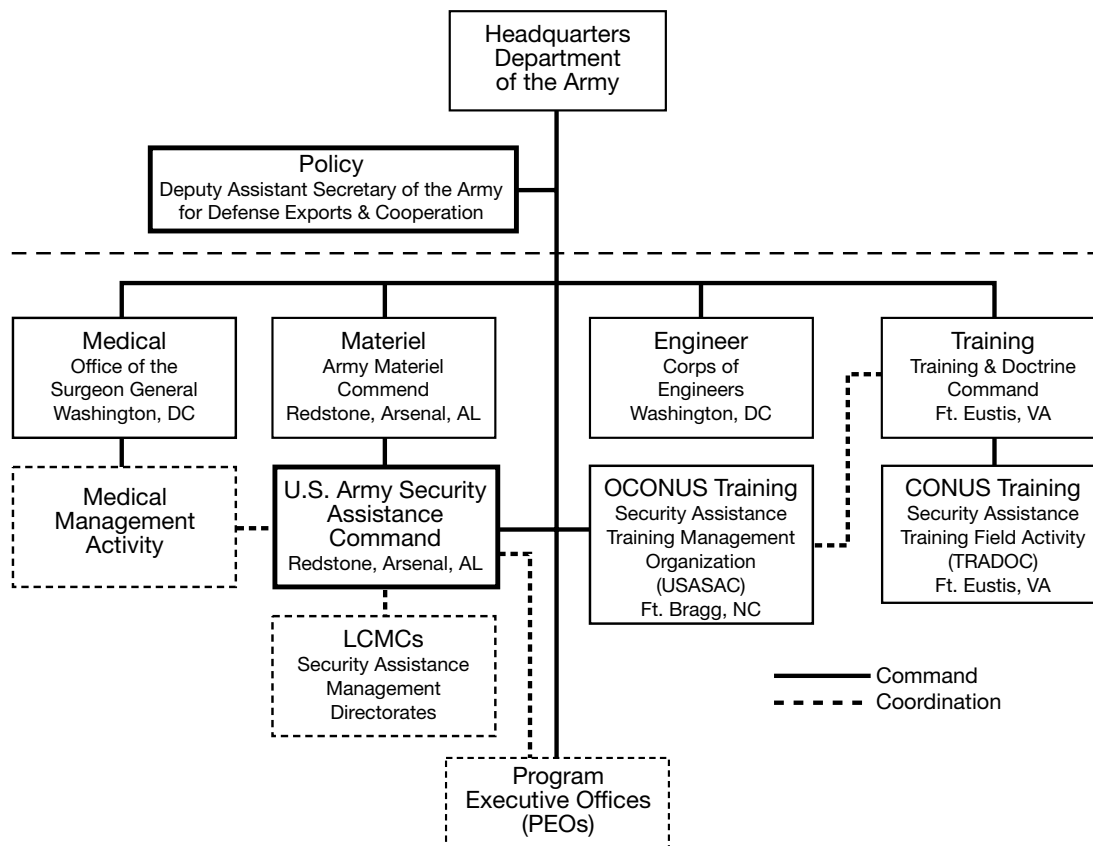 Headquarters
Department
of the Army
Policy
Deputy Assistant Secretary of the Army
for Defense Exports & Cooperation
Medical
Office of the
Surgeon General
Washington, DC
Materiel
Army Materiel
Commend
Redstone, Arsenal, AL
Engineer
Corps of
Engineers
Washington, DC
Training
Training & Doctrine
Command
Ft. Eustis, VA
Medical
Management
Activity
U.S. Army Security
Assistance
Command
Redstone, Arsenal, AL
OCONUS Training
Security Assistance
Training Management
Organization
(USASAC)
Ft. Bragg, NC
CONUS Training
Security Assistance
Training Field Activity
(TRADOC)
Ft. Eustis, VA
LCMCs
Security Assistance
Management
Directorates
Command
Coordination
Program
Executive Offices
(PEOs)